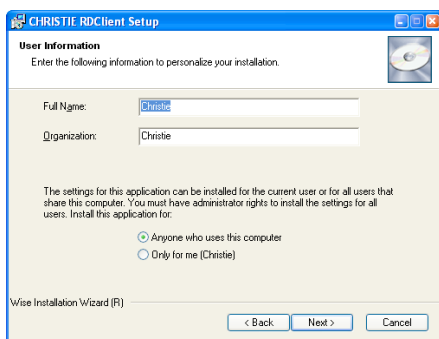 CHRISTIE RDClient Setup
User Information
Enter the following information to personalize your installation.
Full Name:
Christie
Organization:
Christie
The settings for this application can be installed for the current user or for all users that
share this computer. You must have administrator rights to install the settings for all
users. Install this application for:
Anyone who uses this computer
Only for me (Christie)
Wise Installation Wizard (R)
< Back
Next >
Cancel